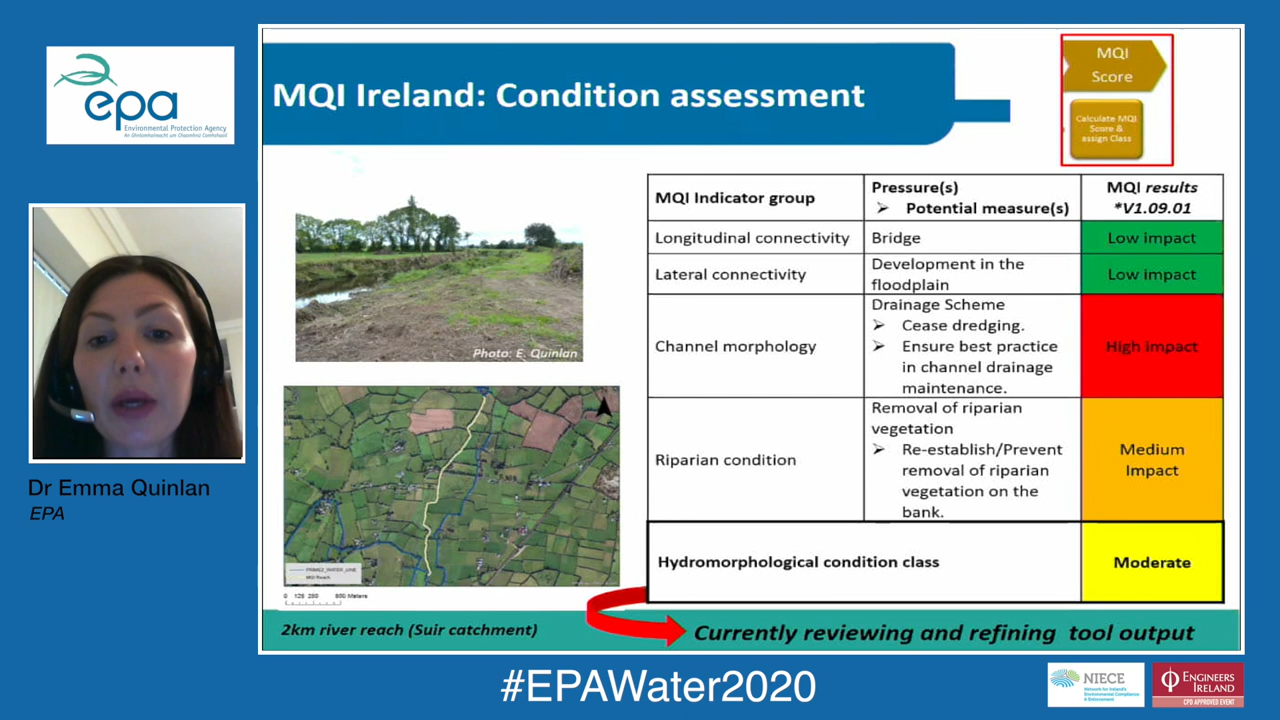 epa
Environmental Protection Agency
An Ghníomhaireacht um Chaomhnú Comhshaoil
Dr Emma Quinlan
EPA
MQI Ireland: Condition assessment
MQI
Score
Calculate MQI
Score &
assign Class
Photo: E. Quinlan
MQI Reach
2km river reach (Suir catchment)
MQI Indicator group
Pressure(s)
➢ Potential measure(s)
MQI results
*V1.09.01
Longitudinal connectivity
Bridge
Low impact
Lateral connectivity
Development in the
floodplain
Low impact
Channel morphology
Drainage Scheme
➢ Cease dredging.
➢ Ensure best practice
in channel drainage
maintenance.
High Impact
Riparian condition
Removal of riparian
vegetation
➢ Re-establish/Prevent
removal of riparian
vegetation on the
bank.
Medium
Impact
Hydromorphological condition class
Moderate
Currently reviewing and refining tool output
#EPAWater2020
NIECE
Network for Ireland's
Environmental Compliance
& Enforcement
ENGINEERS
IRELAND
CPD APPROVED EVENT